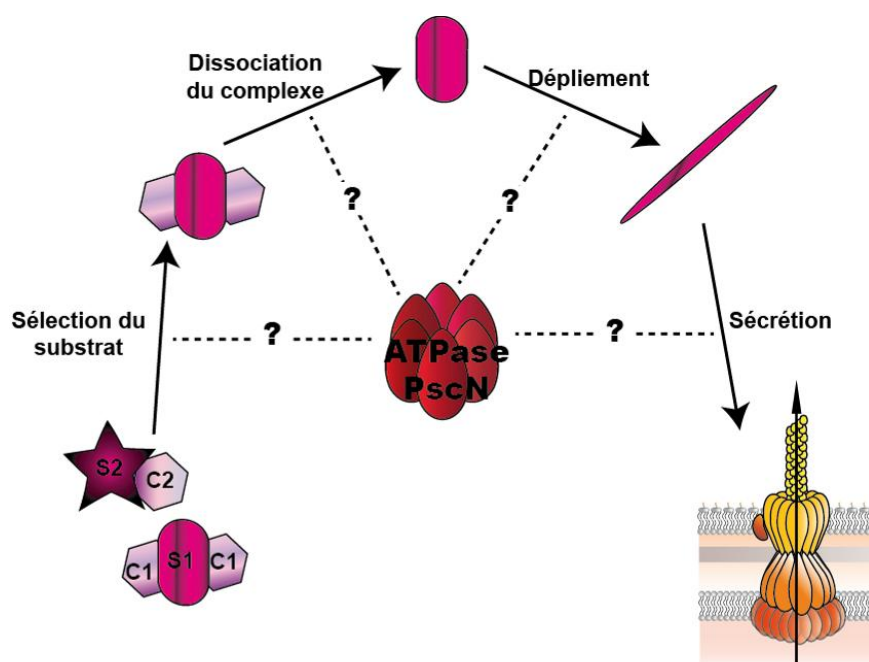 Dissociation
du complexe
Dépliement
?
?
Sélection du
substrat
?
ATPase
PscN
?
Sécrétion
S2
C2
C1
S1
C1